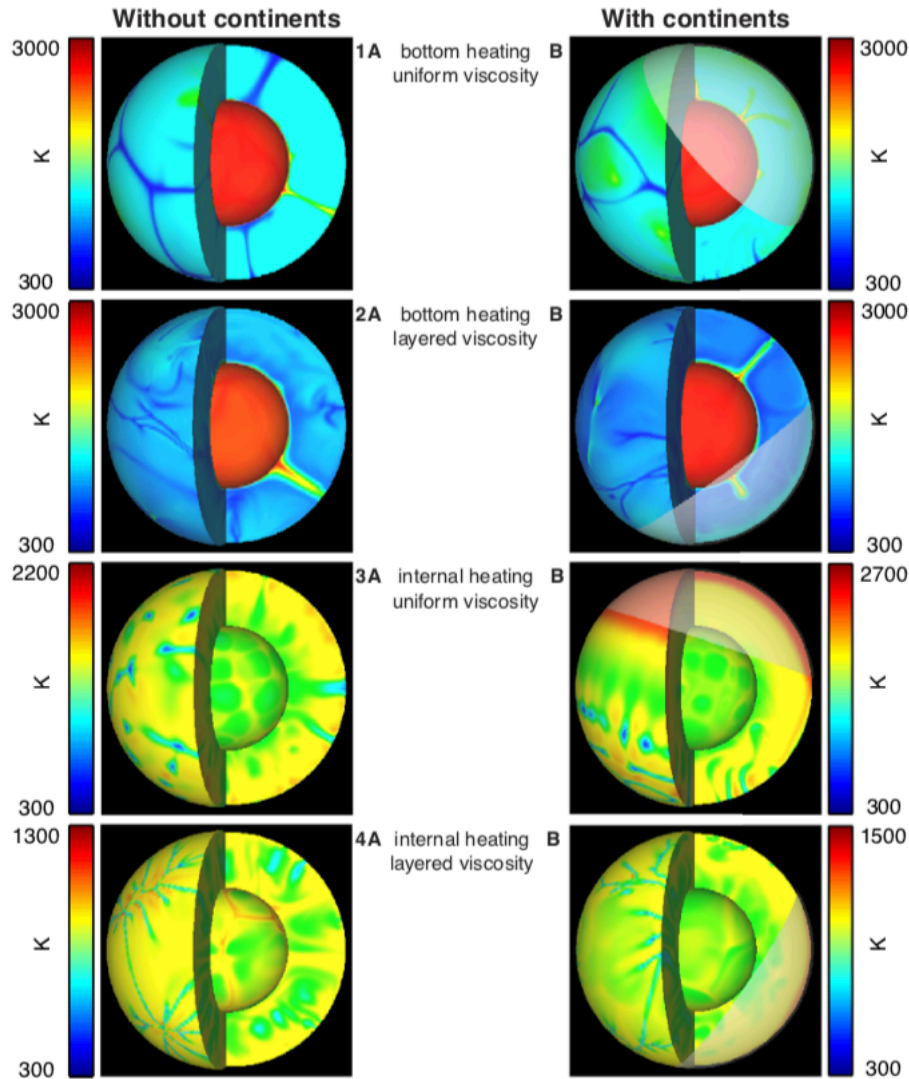 Without continents
With continents
3000
1A bottom heating B
uniform viscosity
3000
K
K
300
300
3000
2A bottom heating B
layered viscosity
3000
K
K
300
300
2200
3A internal heating B
uniform viscosity
2700
K
K
300
300
1300
4A internal heating B
layered viscosity
1500
K
K
300
300